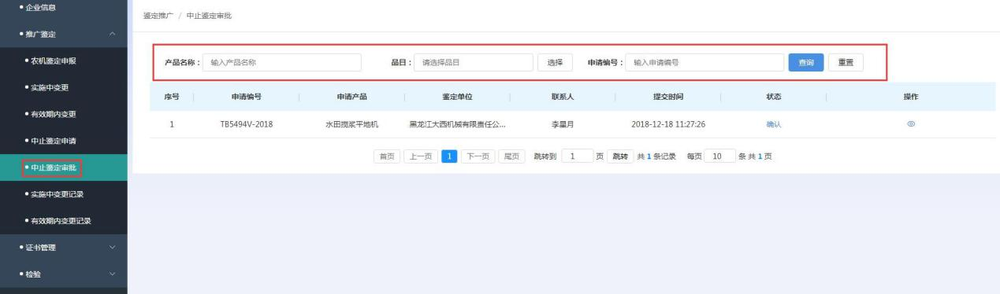 企业信息
推广鉴定
农机鉴定申报
实施中变更
有效期内变更
中止鉴定申请
中止鉴定审批
实施中变更记录
有效期内变更记录
证书管理
检验
鉴定推广 / 中止鉴定审批
产品名称： 输入产品名称 品目： 请选择品目 选择 申请编号： 输入申请编号 查询 重置
序号 申请编号 申请产品 鉴定单位 联系人 提交时间 状态 操作
1 TB5494V-2018 水田搅浆平地机 黑龙江大西机械有限责任公... 李星月 2018-12-18 11:27:26 确认
首页 上一页 1 下一页 尾页 跳转到 1 页 跳转 共 1 条记录 每页 10 条 共 1 页